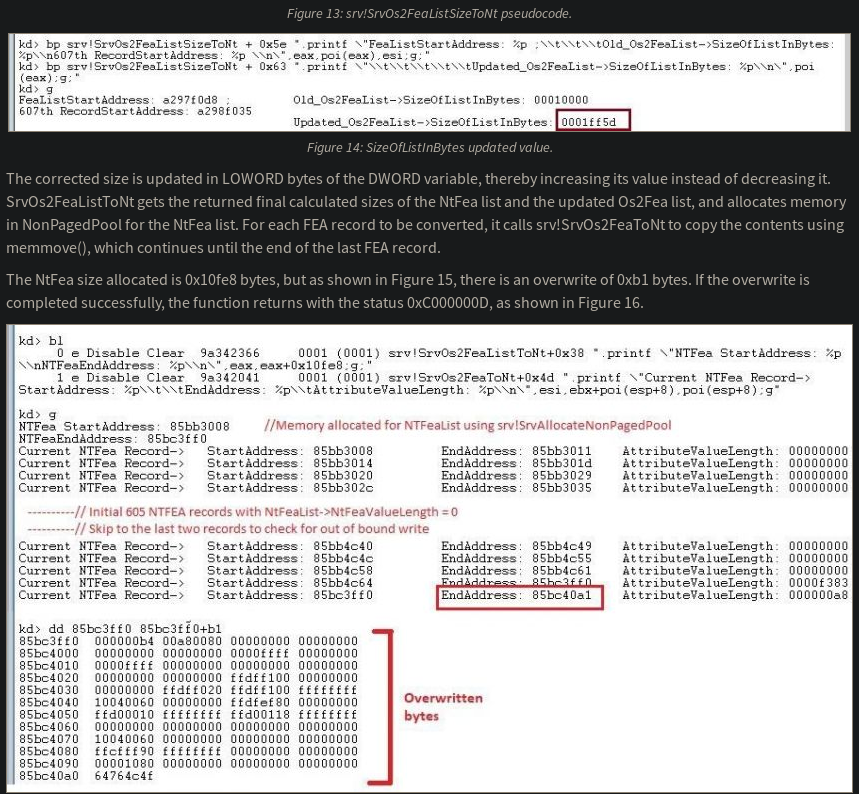 Figure 13: srv!SrvOs2FeaListSizeToNt pseudocode.
kd> bp srv!SrvOs2FeaListSizeToNt + 0x5e ".printf \"FeaListStartAddress: %p ;\\t\\t\\tOld_Os2FeaList->SizeOfListInBytes:
%p\\n607th RecordStartAddress: %p \\n\",eax,poi(eax),esi;g;"
kd> bp srv!SrvOs2FeaListSizeToNt + 0x63 ".printf \"\\t\\t\\t\\t\\tUpdated_Os2FeaList->SizeOfListInBytes: %p\\n\",poi
(eax);g;"
kd> g
FeaListStartAddress: a297f0d8 ; Old_Os2FeaList->SizeOfListInBytes: 00010000
607th RecordStartAddress: a298f035
Updated_Os2FeaList->SizeOfListInBytes: 0001ff5d
Figure 14: SizeOfListInBytes updated value.
The corrected size is updated in LOWORD bytes of the DWORD variable, thereby increasing its value instead of decreasing it.
SrvOs2FeaListToNt gets the returned final calculated sizes of the NtFea list and the updated Os2Fea list, and allocates memory
in NonPagedPool for the NtFea list. For each FEA record to be converted, it calls srv!SrvOs2FeaToNt to copy the contents using
memmove(), which continues until the end of the last FEA record.
The NtFea size allocated is 0x10fe8 bytes, but as shown in Figure 15, there is an overwrite of 0xb1 bytes. If the overwrite is
completed successfully, the function returns with the status 0xC000000D, as shown in Figure 16.
kd> bl
0 e Disable Clear 9a342366 0001 (0001) srv!SrvOs2FeaListToNt+0x38 ".printf \"NTFea StartAddress: %p
\\nNTFeaEndAddress: %p\\n\",eax,eax+0x10fe8;g;"
1 e Disable Clear 9a342041 0001 (0001) srv!SrvOs2FeaToNt+0x4d ".printf \"Current NTFea Record->
StartAddress: %p\\t\\t\\tEndAddress: %p\\tAttributeValueLength: %p\\n\",esi,ebx+poi(esp+8),poi(esp+8);g"
kd> g
NTFea StartAddress: 85bb3008 //Memory allocated for NTFeaList using srv!SrvAllocateNonPagedPool
NTFeaEndAddress: 85bc3ff0
Current NTFea Record-> StartAddress: 85bb3008 EndAddress: 85bb3011 AttributeValueLength: 00000000
Current NTFea Record-> StartAddress: 85bb3014 EndAddress: 85bb301d AttributeValueLength: 00000000
Current NTFea Record-> StartAddress: 85bb3020 EndAddress: 85bb3029 AttributeValueLength: 00000000
Current NTFea Record-> StartAddress: 85bb302c EndAddress: 85bb3035 AttributeValueLength: 00000000
----------// Initial 605 NTFEA records with NtFeaList->NtFeaValueLength = 0
----------// Skip to the last two records to check for out of bound write
Current NTFea Record-> StartAddress: 85bb4c40 EndAddress: 85bb4c49 AttributeValueLength: 00000000
Current NTFea Record-> StartAddress: 85bb4c4c EndAddress: 85bb4c55 AttributeValueLength: 00000000
Current NTFea Record-> StartAddress: 85bb4c58 EndAddress: 85bb4c61 AttributeValueLength: 00000000
Current NTFea Record-> StartAddress: 85bb4c64 EndAddress: 85bc3ff0 AttributeValueLength: 0000f383
Current NTFea Record-> StartAddress: 85bc3ff0 EndAddress: 85bc40a1 AttributeValueLength: 000000a8
kd> dd 85bc3ff0 85bc3ff0+b1
85bc3ff0 000000b4 00a80080 00000000 00000000
85bc4000 00000000 00000000 0000ffff 00000000
85bc4010 0000ffff 00000000 00000000 00000000
85bc4020 00000000 00000000 ffdff100 00000000
85bc4030 00000000 ffdff020 ffdff100 ffffffff
85bc4040 10040060 00000000 ffdfef80 00000000
85bc4050 ffd00010 ffffffff ffd00118 ffffffff
85bc4060 00000000 00000000 00000000 00000000
85bc4070 10040060 00000000 00000000 00000000
85bc4080 ffcfff90 ffffffff 00000000 00000000
85bc4090 00001080 00000000 00000000 00000000
85bc40a0 64764c4f
Overwritten
bytes